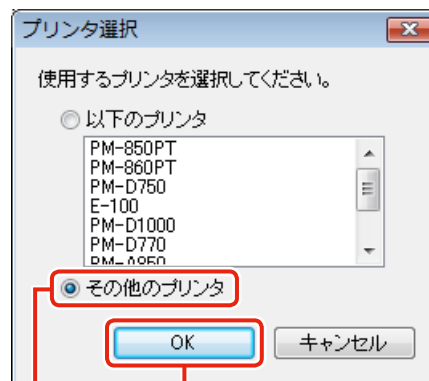 プリンタ選択
使用するプリンタを選択してください。
以下のプリンタ
PM-850PT
PM-860PT
PM-D750
E-100
PM-D1000
PM-D770
PM-A850
その他のプリンタ
OK
キャンセル